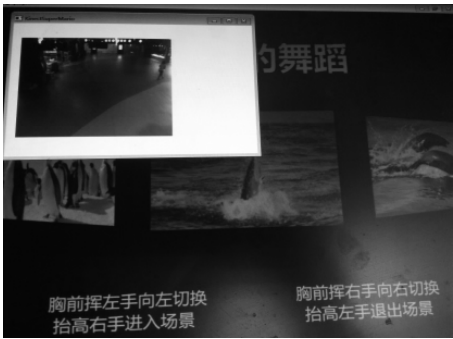 的舞蹈
胸前挥左手向左切换
抬高右手进入场景
胸前挥右手向右切换
抬高左手退出场景